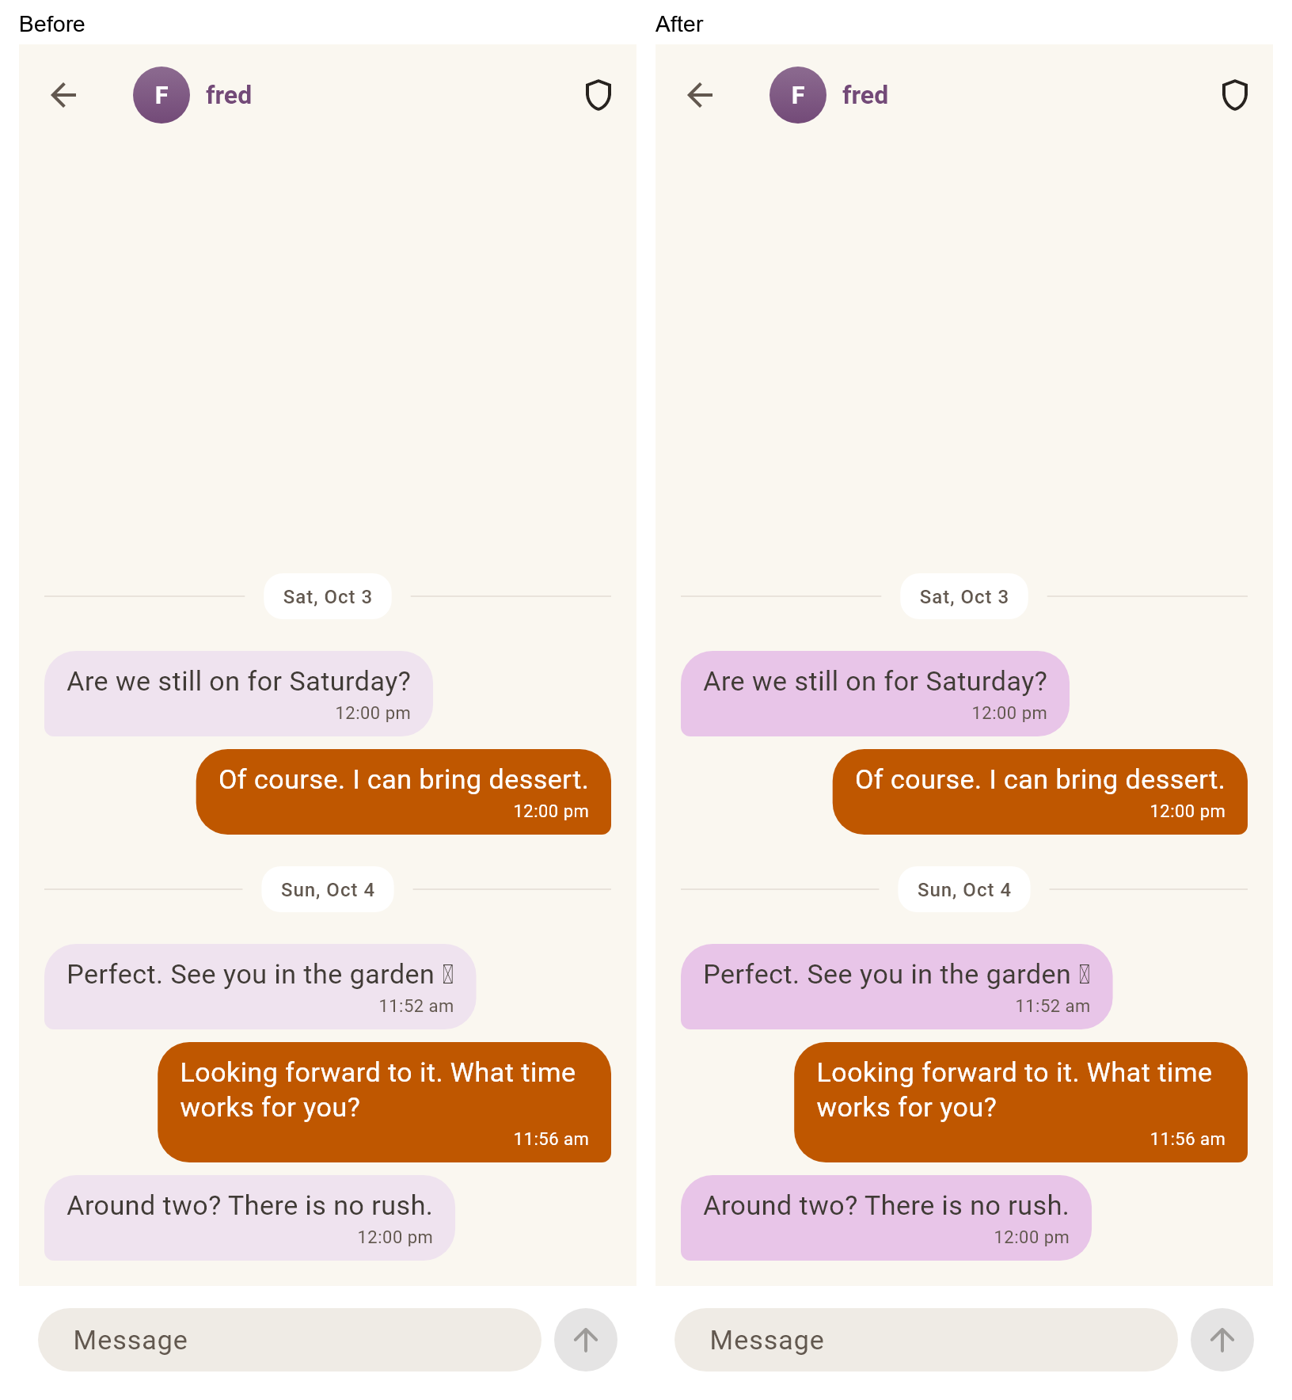 Before
F
fred
Sat, Oct 3
Are we still on for Saturday?
12:00 pm
Of course. I can bring dessert.
12:00 pm
Sun, Oct 4
Perfect. See you in the garden
11:52 am
Looking forward to it. What time
works for you?
11:56 am
Around two? There is no rush.
12:00 pm
Message
After
F
fred
Sat, Oct 3
Are we still on for Saturday?
12:00 pm
Of course. I can bring dessert.
12:00 pm
Sun, Oct 4
Perfect. See you in the garden
11:52 am
Looking forward to it. What time
works for you?
11:56 am
Around two? There is no rush.
12:00 pm
Message